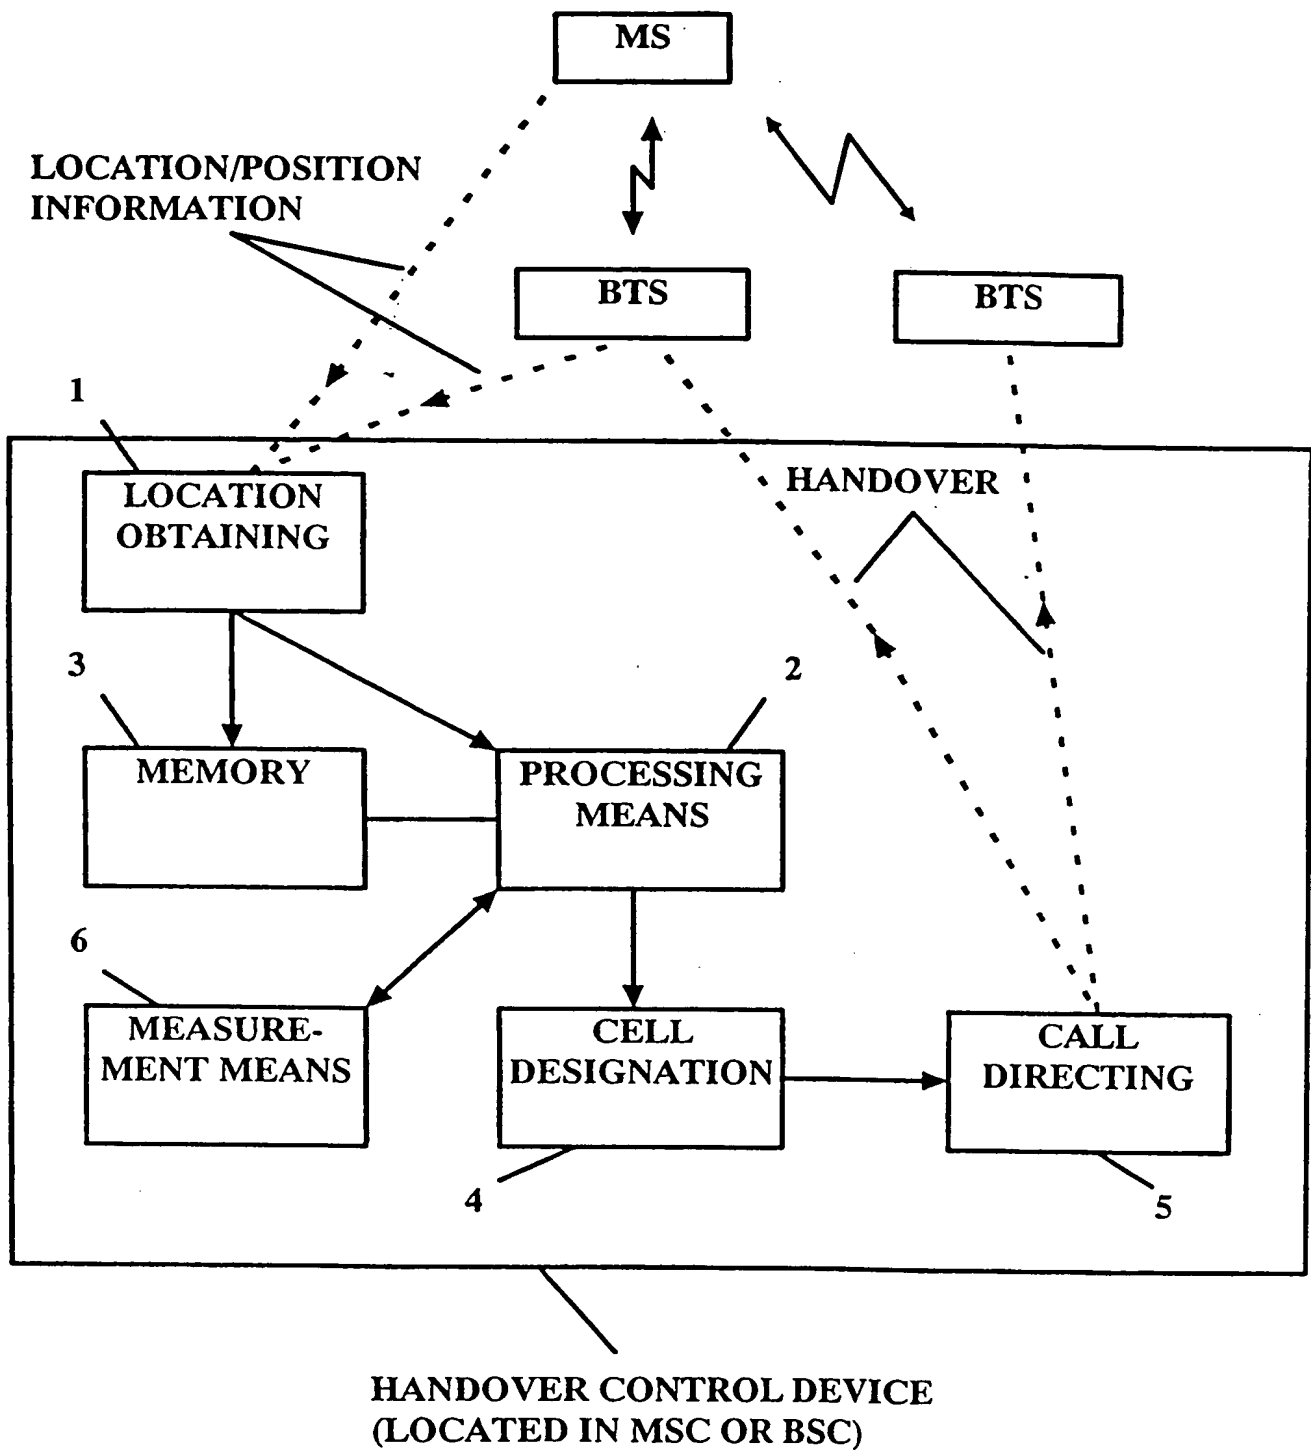 MS
LOCATION/POSITION
INFORMATION
BTS
BTS
1
LOCATION
OBTAINING
HANDOVER
3
2
MEMORY
PROCESSING
MEANS
6
MEASURE-
MENT MEANS
CELL
DESIGNATION
CALL
DIRECTING
4
5
HANDOVER CONTROL DEVICE
(LOCATED IN MSC OR BSC)